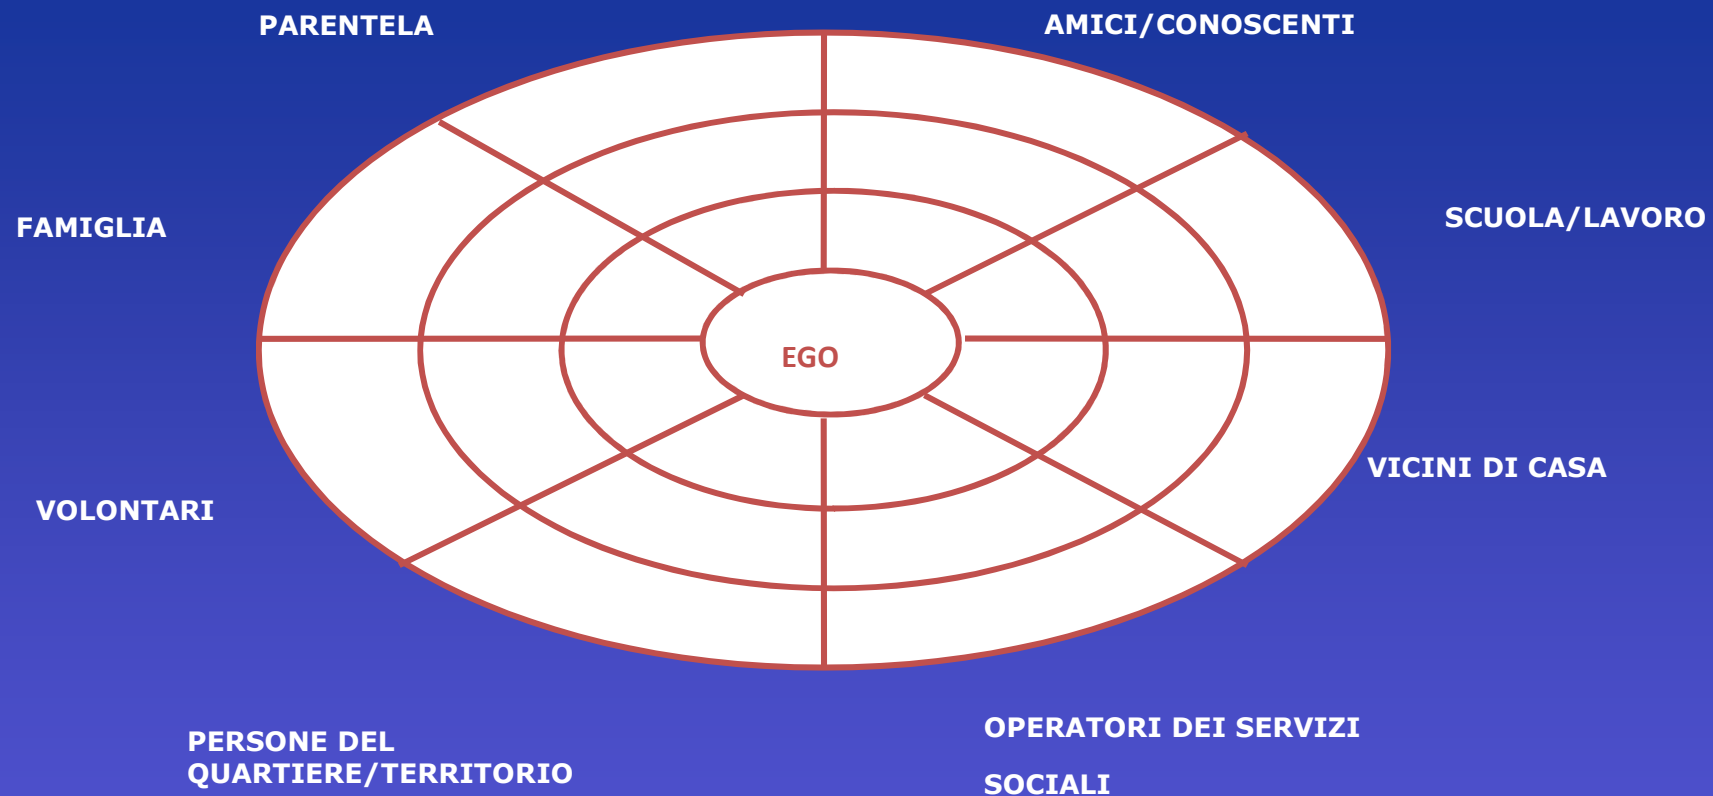 PARENTELA
AMICI/CONOSCENTI
FAMIGLIA
SCUOLA/LAVORO
EGO
VICINI DI CASA
VOLONTARI
PERSONE DEL
QUARTIERE/TERRITORIO
OPERATORI DEI SERVIZI
SOCIALI